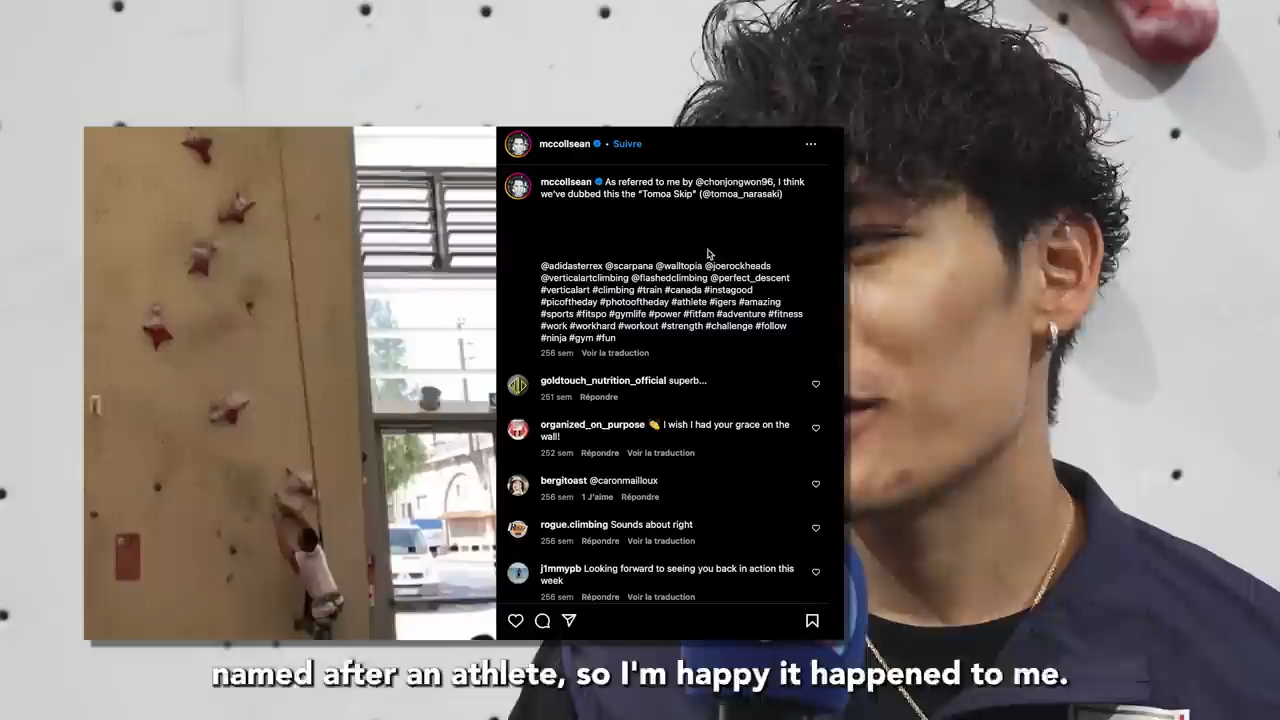 mccollsean • Suivre
mccollsean As referred to me by @chonjongwon96, I think
we've dubbed this the "Tomoa Skip" (@tomoa_narasaki)
@adidasterrex @scarpana @walltopia @joerockheads
@verticalartclimbing @flashedclimbing @perfect_descent
#verticalart #climbing #train #canada #instagood
#picoftheday #photooftheday #athlete #igers #amazing
#sports #fitspo #gymlife #power #fitfam #adventure #fitness
#work #workhard #workout #strength #challenge #follow
#ninja #gym #fun
256 sem Voir la traduction
goldtouch_nutrition_official superb...
251 sem Répondre
organized_on_purpose 👏 I wish I had your grace on the
wall!
252 sem Répondre Voir la traduction
bergitoast @caronmailloux
256 sem 1 J'aime Répondre
rogue.climbing Sounds about right
256 sem Répondre Voir la traduction
j1mmypb Looking forward to seeing you back in action this
week
256 sem Répondre Voir la traduction
named after an athlete, so I'm happy it happened to me.